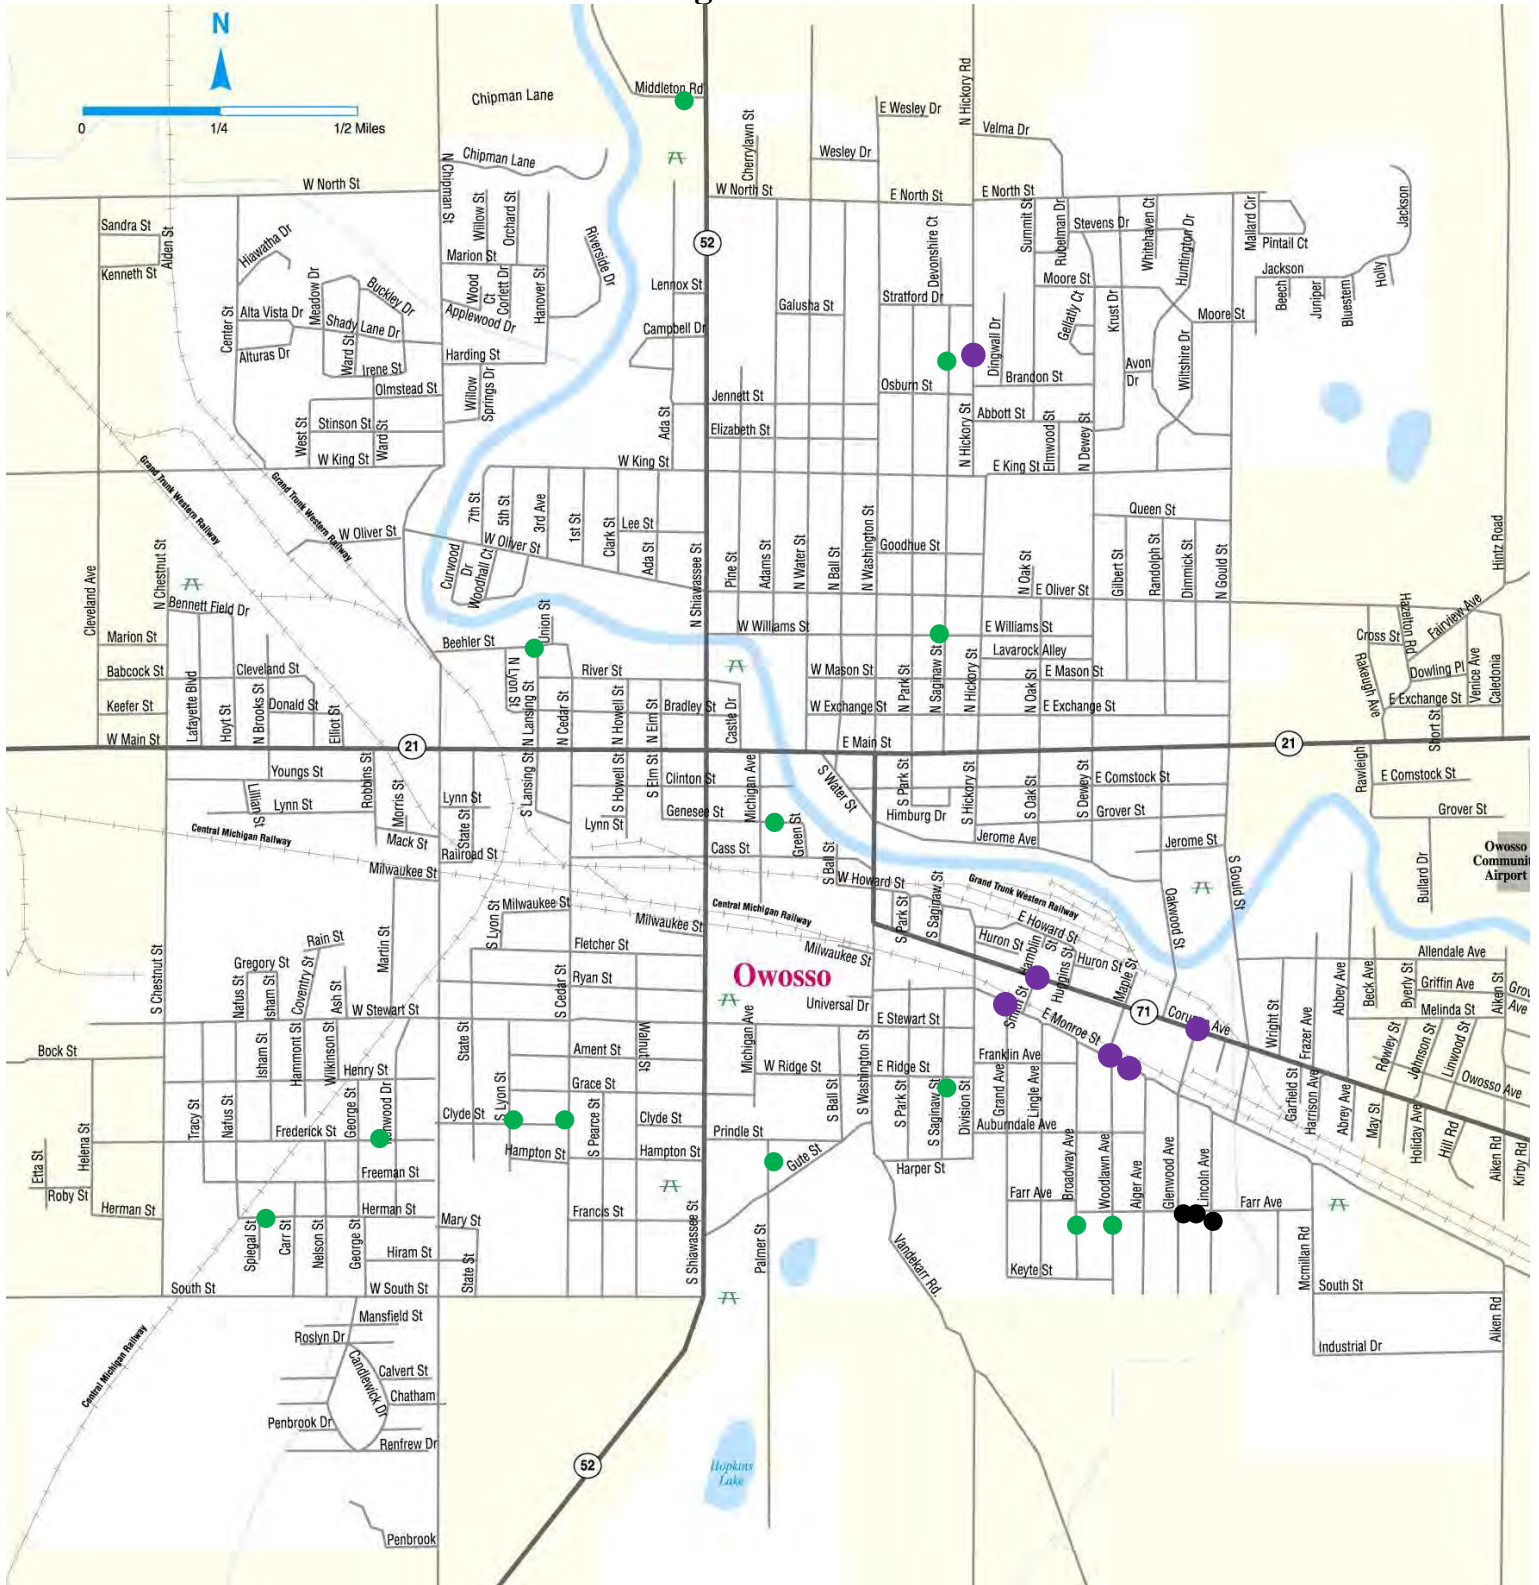 g
N
0
1/4
1/2 Miles
Chipman Lane
Middleton Rd
E Wesley Dr
N Hickory Rd
Velma Dr
Cherrylawn St
Wesley Dr
Chipman Lane
N Chipman St
W North St
W North St
E North St
E North St
Sandra St
Alden St
Kenneth St
Hiawatha Dr
Willow St
Orchard St
Marion St
Riverside Dr
52
Devonshire Ct
Summit St
Rubelman Dr
Stevens Dr
Whitehaven Ct
Huntington Dr
Mallard Cir
Pintail Ct
Jackson
Jackson
Beech
Juniper
Bluestem
Holly
Center St
Alta Vista Dr
Meadow Dr
Buckley Dr
Shady Lane Dr
Ward St
Irene St
Alturas Dr
Wood Ct
Corlett Dr
Applewood Dr
Hanover St
Harding St
Lennox St
Campbell Dr
Galusha St
Stratford Dr
Moore St
Moore St
Gellatly Ct
Krust Dr
Dingwall Dr
Avon Dr
Wiltshire Dr
Brandon St
Olmstead St
Willow Springs Dr
Osburn St
Jennett St
Elizabeth St
Ada St
West St
Stinson St
Ward St
W King St
W King St
N Hickory St
Abbott St
Elmwood St
N Dewey St
E King St
Grand Trunk Western Railway
Grand Trunk Western Railway
W Oliver St
7th St
5th St
3rd Ave
1st St
Clark St
Lee St
Ada St
W Oliver St
Curwood Dr
Woodhall Ct
N Shiawassee St
Pine St
Adams St
N Water St
N Ball St
N Washington St
Goodhue St
Queen St
N Oak St
E Oliver St
Gilbert St
Randolph St
Dimmick St
N Gould St
Hintz Road
Cleveland Ave
N Chestnut St
Bennett Field Dr
Marion St
Babcock St
Keefer St
W Main St
Lafayette Blvd
Hoyt St
N Brooks St
Cleveland St
Donald St
Elliot St
Beehler St
Union St
N Lyon St
N Lansing St
N Cedar St
River St
N Howell St
N Elm St
Bradley St
Castle Dr
W Williams St
E Williams St
Lavarock Alley
W Mason St
E Mason St
W Exchange St
E Exchange St
N Park St
N Saginaw St
N Hickory St
N Oak St
Cross St
Hazelton Rd
Fairview Ave
Rakeugh Ave
Dowling Pl
Venice Ave
Caledonia
E Exchange St
Short St
21
E Main St
21
Youngs St
Lillian St
Lynn St
Robbins St
Morris St
Mack St
Lynn St
State St
Railroad St
S Lansing St
S Howell St
S Elm St
Clinton St
Genesee St
Lynn St
Michigan Ave
Green St
Cass St
S Water St
S Ball St
S Park St
Himburg Dr
S Hickory St
S Oak St
S Dewey St
E Comstock St
Grover St
Jerome Ave
Jerome St
Rawleigh
E Comstock St
Grover St
Bullard Dr
Owosso
Communit
Airport
Central Michigan Railway
Milwaukee St
Central Michigan Railway
W Howard St
S Park St
S Saginaw St
Grand Trunk Western Railway
E Howard St
Huron St
Hamblin St
Huggins St
Huron St
Maple St
Oakwood St
S Gould St
S Lyon St
Milwaukee St
Milwaukee St
Milwaukee St
Fletcher St
Ryan St
S Cedar St
Owosso
Universal Dr
Rain St
Martin St
Gregory St
Natus St
Isham St
Coventry St
Ash St
W Stewart St
S Chestnut St
E Stewart St
E Monroe St
71
Allendale Ave
Abbey Ave
Beck Ave
Byerly St
Griffin Ave
Aiken St
Melinda St
Wright St
Frazer Ave
Bock St
Isham St
Hammont St
Wilkinson St
Henry St
State St
Ament St
Walnut St
Grace St
Michigan Ave
W Ridge St
E Ridge St
S Ball St
S Washington St
S Park St
S Saginaw St
Division St
Franklin Ave
Grand Ave
Lingle Ave
Auburndale Ave
Garfield St
Harrison Ave
Abrey Ave
May St
Rowley St
Johnson St
Linwood St
Owosso Ave
Holiday Ave
Hill Rd
Aiken Rd
Kirby Rd
Etta St
Helena St
Roby St
Tracy St
Natus St
Frederick St
George St
Freeman St
Herman St
Herman St
Clyde St
S Lyon St
Hampton St
S Pearce St
Clyde St
Hampton St
Prindle St
Gute St
Harper St
Broadway Ave
Woodlawn Ave
Alger Ave
Glenwood Ave
Lincoln Ave
Farr Ave
Farr Ave
Spiegal St
Carr St
Nelson St
George St
Mary St
Hiram St
State St
Francis St
S Shiawassee St
Palmer St
Vandekarr Rd.
Keyte St
Mcmillan Rd
South St
South St
W South St
Mansfield St
Roslyn Dr
Candlewick Dr
Calvert St
Chatham
Penbrook Dr
Renfrew Dr
Central Michigan Railway
Aiken Rd
Industrial Dr
52
Hopkins
Lake
Penbrook